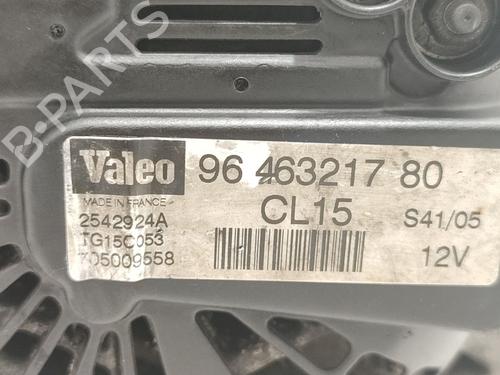 B-PARTS
Valeo
96 463217 80
MADE IN FRANCE
CL15
S41/05
2542924A
TG15C053
705009558
12V